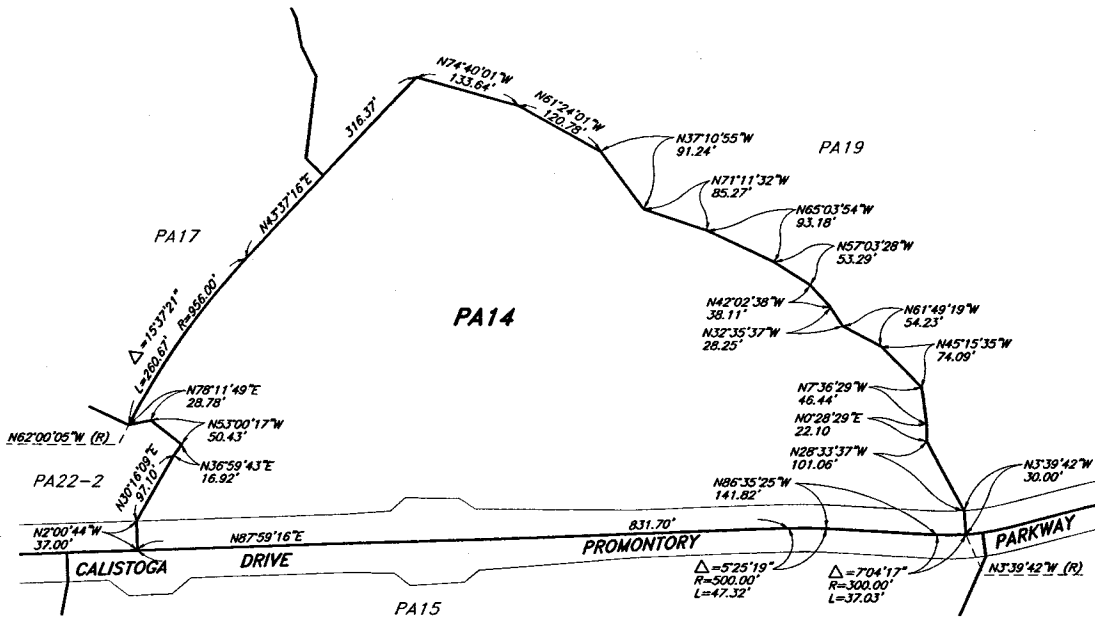 N74°40'01"W
133.64'
N61°24'01"W
120.78'
316.37'
N37°10'55"W
91.24'
PA19
N71°11'32"W
85.27'
N43°37'16"E
N65°03'54"W
93.18'
PA17
N57°03'28"W
53.29'
PA14
N42°02'38"W
38.11'
N61°49'19"W
54.23'
N32°35'37"W
28.25'
△=15°37'21"
R=956.00'
L=260.67'
N45°15'35"W
74.09'
N78°11'49"E
28.78'
N7°36'29"W
46.44'
N53°00'17"W
50.43'
N0°28'29"E
22.10
N62°00'05"W (R)
N36°59'43"E
16.92'
N28°33'37"W
101.06'
N3°39'42"W
30.00'
PA22-2
N30°16'09"E
97.10'
N86°35'25"W
141.82'
N2°00'44"W
37.00'
N87°59'16"E
831.70'
CALISTOGA DRIVE PROMONTORY PARKWAY
△=5°25'19"
R=500.00'
L=47.32'
△=7°04'17"
R=300.00'
L=37.03'
N3°39'42"W (R)
PA15